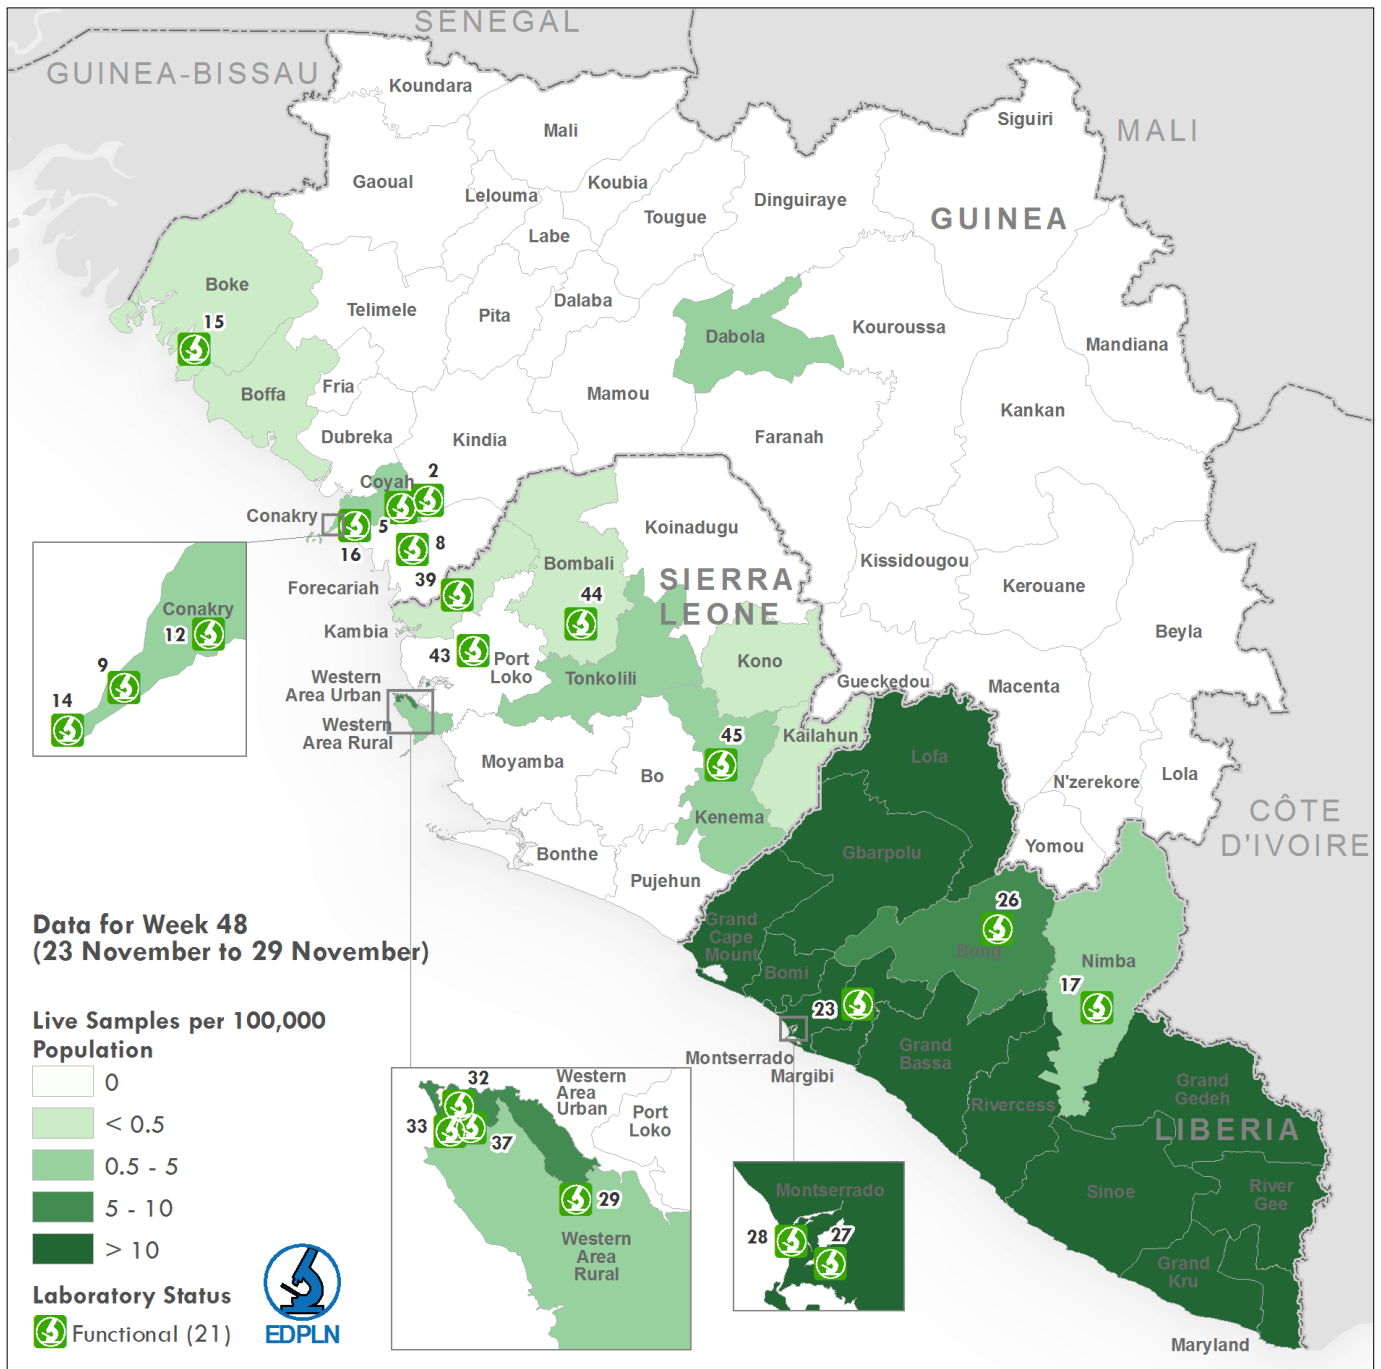 SENEGAL
GUINEA-BISSAU
Koundara
Siguiri
MALI
Mali
Gaoual
Koubia
Lelouma
Dinguiraye
Tougue
GUINEA
Labe
Boke
Dalaba
Telimele
Pita
15
Dabola
Kouroussa
Mandiana
Fria
Boffa
Mamou
Kankan
Dubreka
Kindia
Faranah
2
Coyah
Conakry
5
16
8
Koinadugu
Bombali
Kissidougou
39
SIERRA
LEONE
Forecariah
Kerouane
44
Kambia
Beyla
43
Port
Loko
Kono
Western
Area Urban
Tonkolili
Gueckedou
Macenta
Western
Area Rural
45
Kailahun
Moyamba
Bo
Lofa
N'zerekore
Lola
Kenema
CÔTE
D'IVOIRE
Bonthe
Gbarpolu
Yomou
Pujehun
Conakry
12
9
14
26
Grand
Cape
Mount
Bong
Nimba
Bomi
17
23
Montserrado
Margibi
Grand
Bassa
Rivercess
Grand
Gedeh
LIBERIA
Sinoe
River
Gee
Grand
Kru
Maryland
Data for Week 48
(23 November to 29 November)
Live Samples per 100,000
Population
0
< 0.5
0.5 - 5
5 - 10
> 10
Laboratory Status
Functional (21)
EDPLN
32
Western
Area
Urban
Port
Loko
33
37
29
Western
Area
Rural
Montserrado
28
27